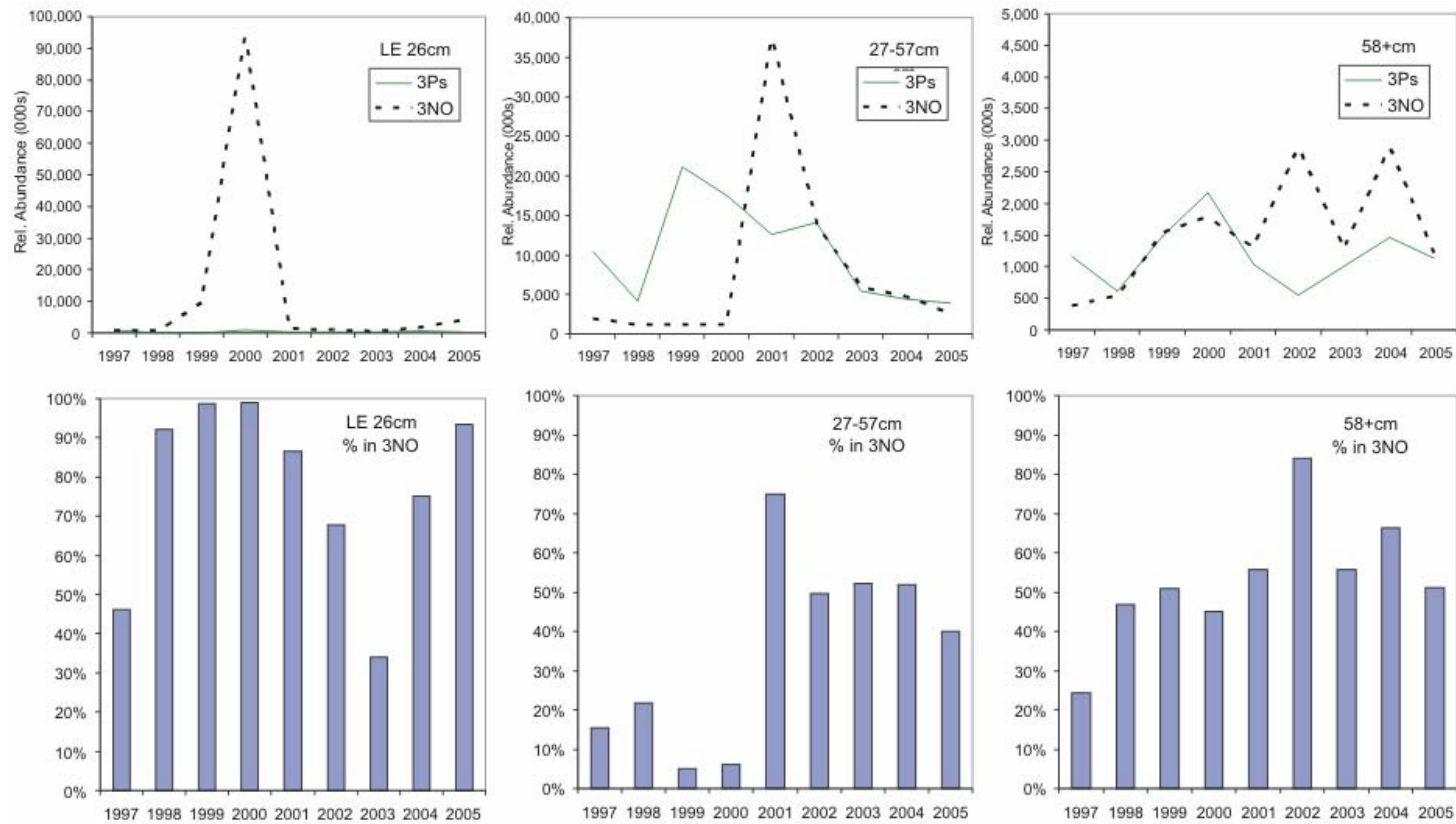 100,000
90,000
80,000
70,000
60,000
50,000
40,000
30,000
20,000
10,000
0
Rel. Abundance (000s)
LE 26cm
3Ps
3NO
1997 1998 1999 2000 2001 2002 2003 2004 2005
40,000
35,000
30,000
25,000
20,000
15,000
10,000
5,000
0
Rel. Abundance (000s)
27-57cm
3Ps
3NO
1997 1998 1999 2000 2001 2002 2003 2004 2005
5,000
4,500
4,000
3,500
3,000
2,500
2,000
1,500
1,000
500
0
Rel. Abundance (000s)
58+cm
3Ps
3NO
1997 1998 1999 2000 2001 2002 2003 2004 2005
100%
90%
80%
70%
60%
50%
40%
30%
20%
10%
0%
LE 26cm
% in 3NO
1997 1998 1999 2000 2001 2002 2003 2004 2005
100%
90%
80%
70%
60%
50%
40%
30%
20%
10%
0%
27-57cm
% in 3NO
1997 1998 1999 2000 2001 2002 2003 2004 2005
100%
90%
80%
70%
60%
50%
40%
30%
20%
10%
0%
58+cm
% in 3NO
1997 1998 1999 2000 2001 2002 2003 2004 2005